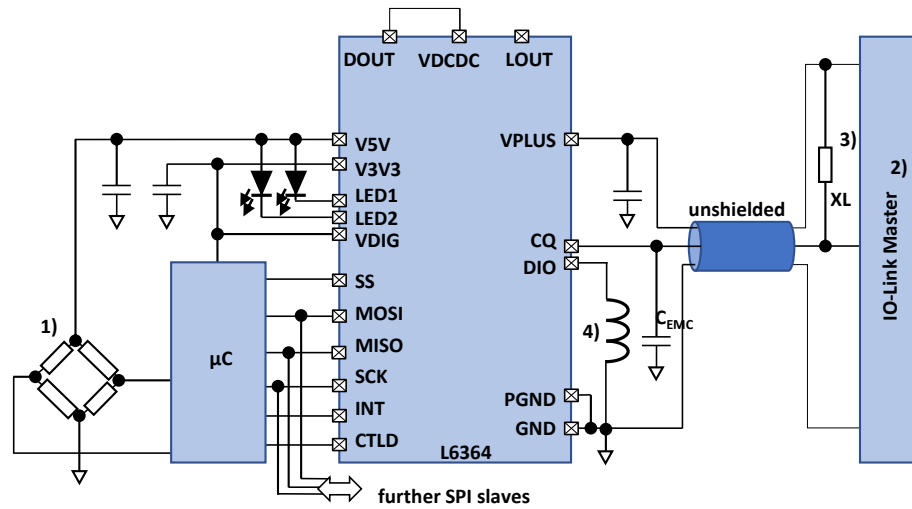 DOUT VDCDC LOUT
V5V
V3V3
LED1
LED2
VDIG
SS
MOSI
MISO
SCK
INT
CTLD
VPLUS
CQ
DIO
PGND
GND
L6364
µC
1)
further SPI slaves
4)
CEMC
unshielded
3)
XL
2)
IO-Link Master